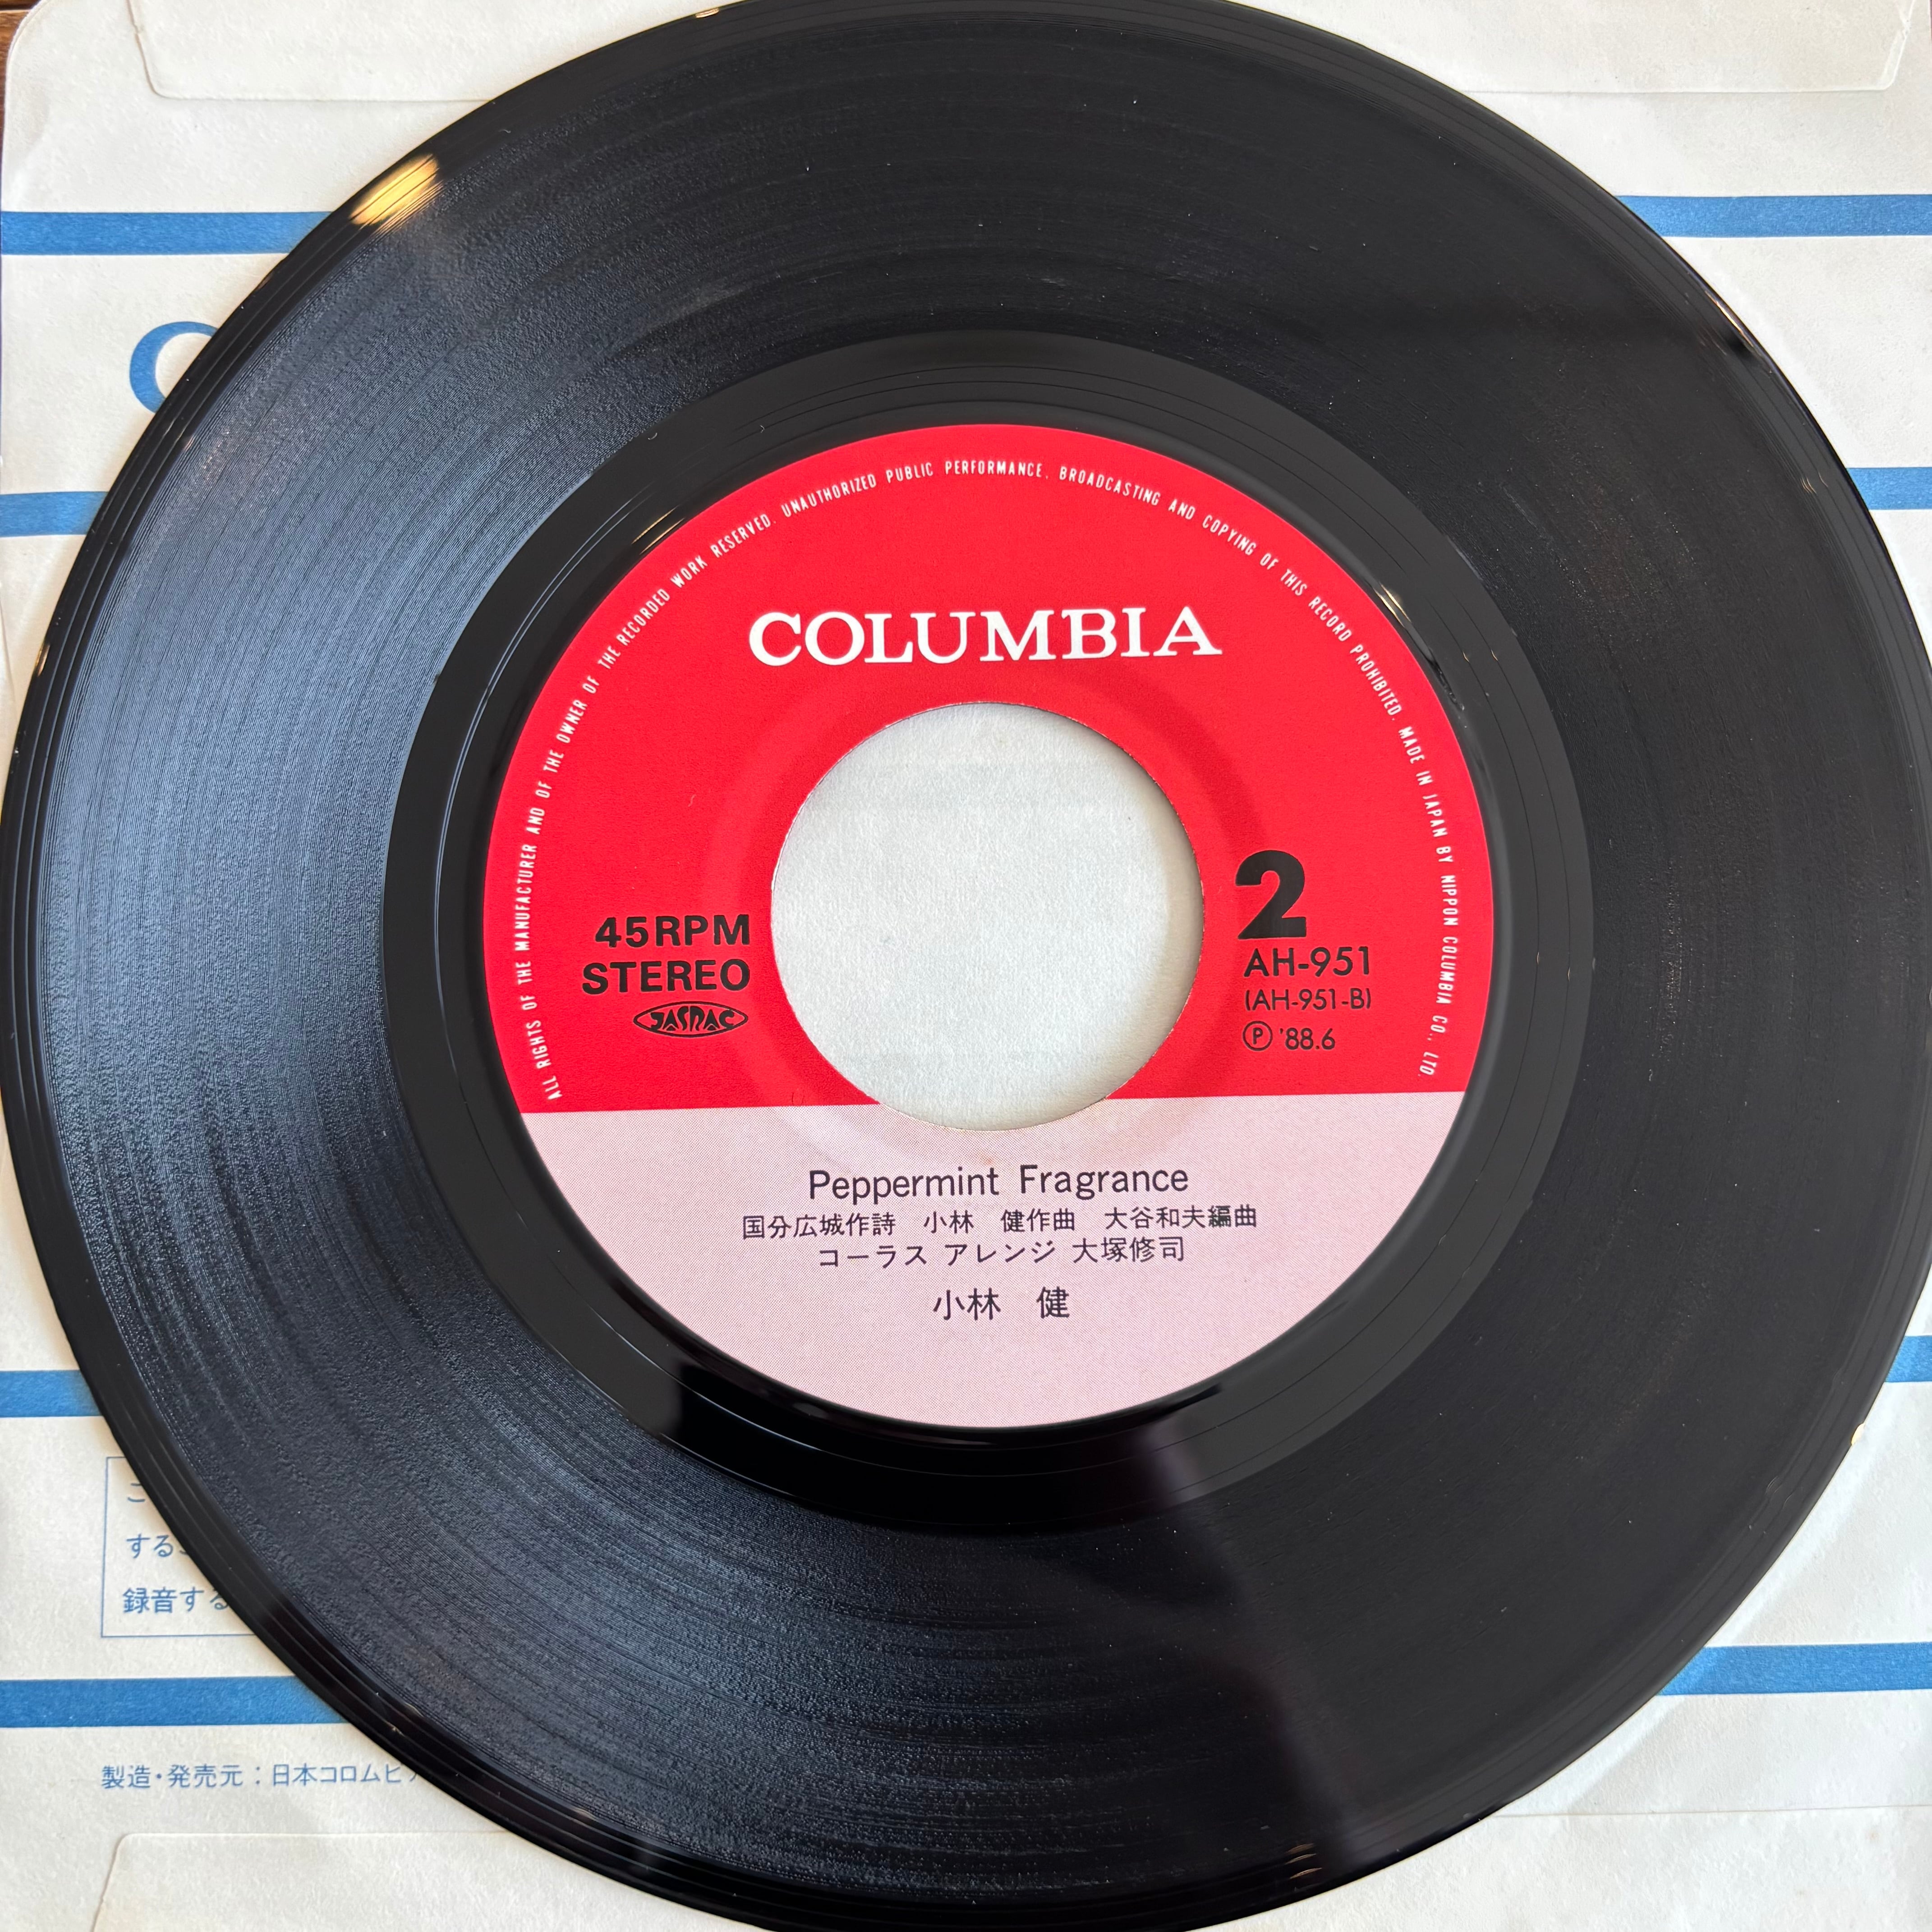 ALL RIGHTS OF THE MANUFACTURER AND OF THE OWNER OF THE RECORDED WORK RESERVED. UNAUTHORIZED PUBLIC PERFORMANCE. BROADCASTING AND COPYING OF THIS RECORD PROHIBITED. MADE IN JAPAN BY NIPPON COLUMBIA CO., LTD.
COLUMBIA
45RPM
STEREO
JASRAC
2
AH-951
(AH-951-B)
Ⓟ '88.6
Peppermint Fragrance
国分広城作詩 小林 健作曲 大谷和夫編曲
コーラス アレンジ 大塚修司
小林 健
する
録音する
製造・発売元:日本コロムビ